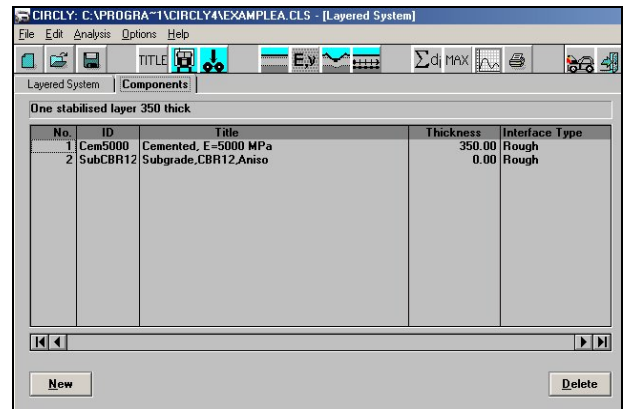 CIRCLY: C:\PROGRA~1\CIRCLY4\EXAMPLEA.CLS - [Layered System]
File Edit Analysis Options Help
TITLE E,ν Σdj MAX
Layered System Components
One stabilised layer 350 thick
No. ID Title Thickness Interface Type
1 Cem5000 Cemented, E=5000 MPa 350.00 Rough
2 SubCBR12 Subgrade,CBR12,Aniso 0.00 Rough
New Delete